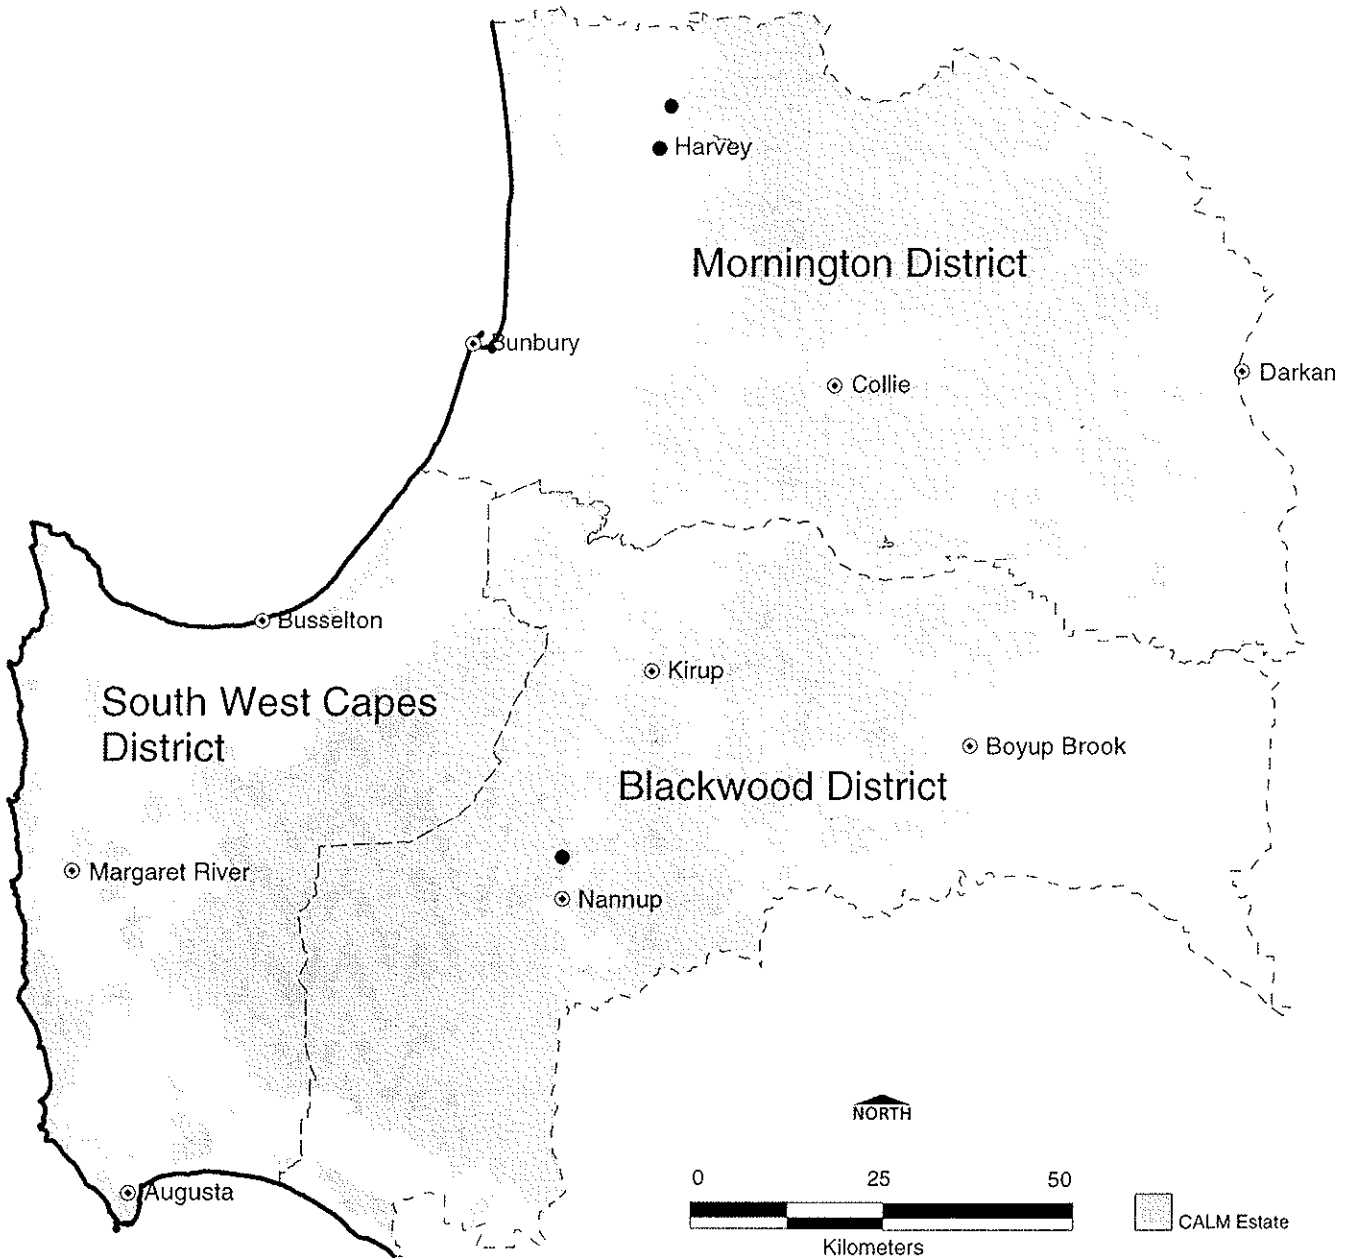 Harvey
Mornington District
Bunbury
Collie
Darkan
Busselton
Kirup
South West Capes
District
Boyup Brook
Blackwood District
Margaret River
Nannup
NORTH
0 25 50
Augusta
CALM Estate
Kilometers